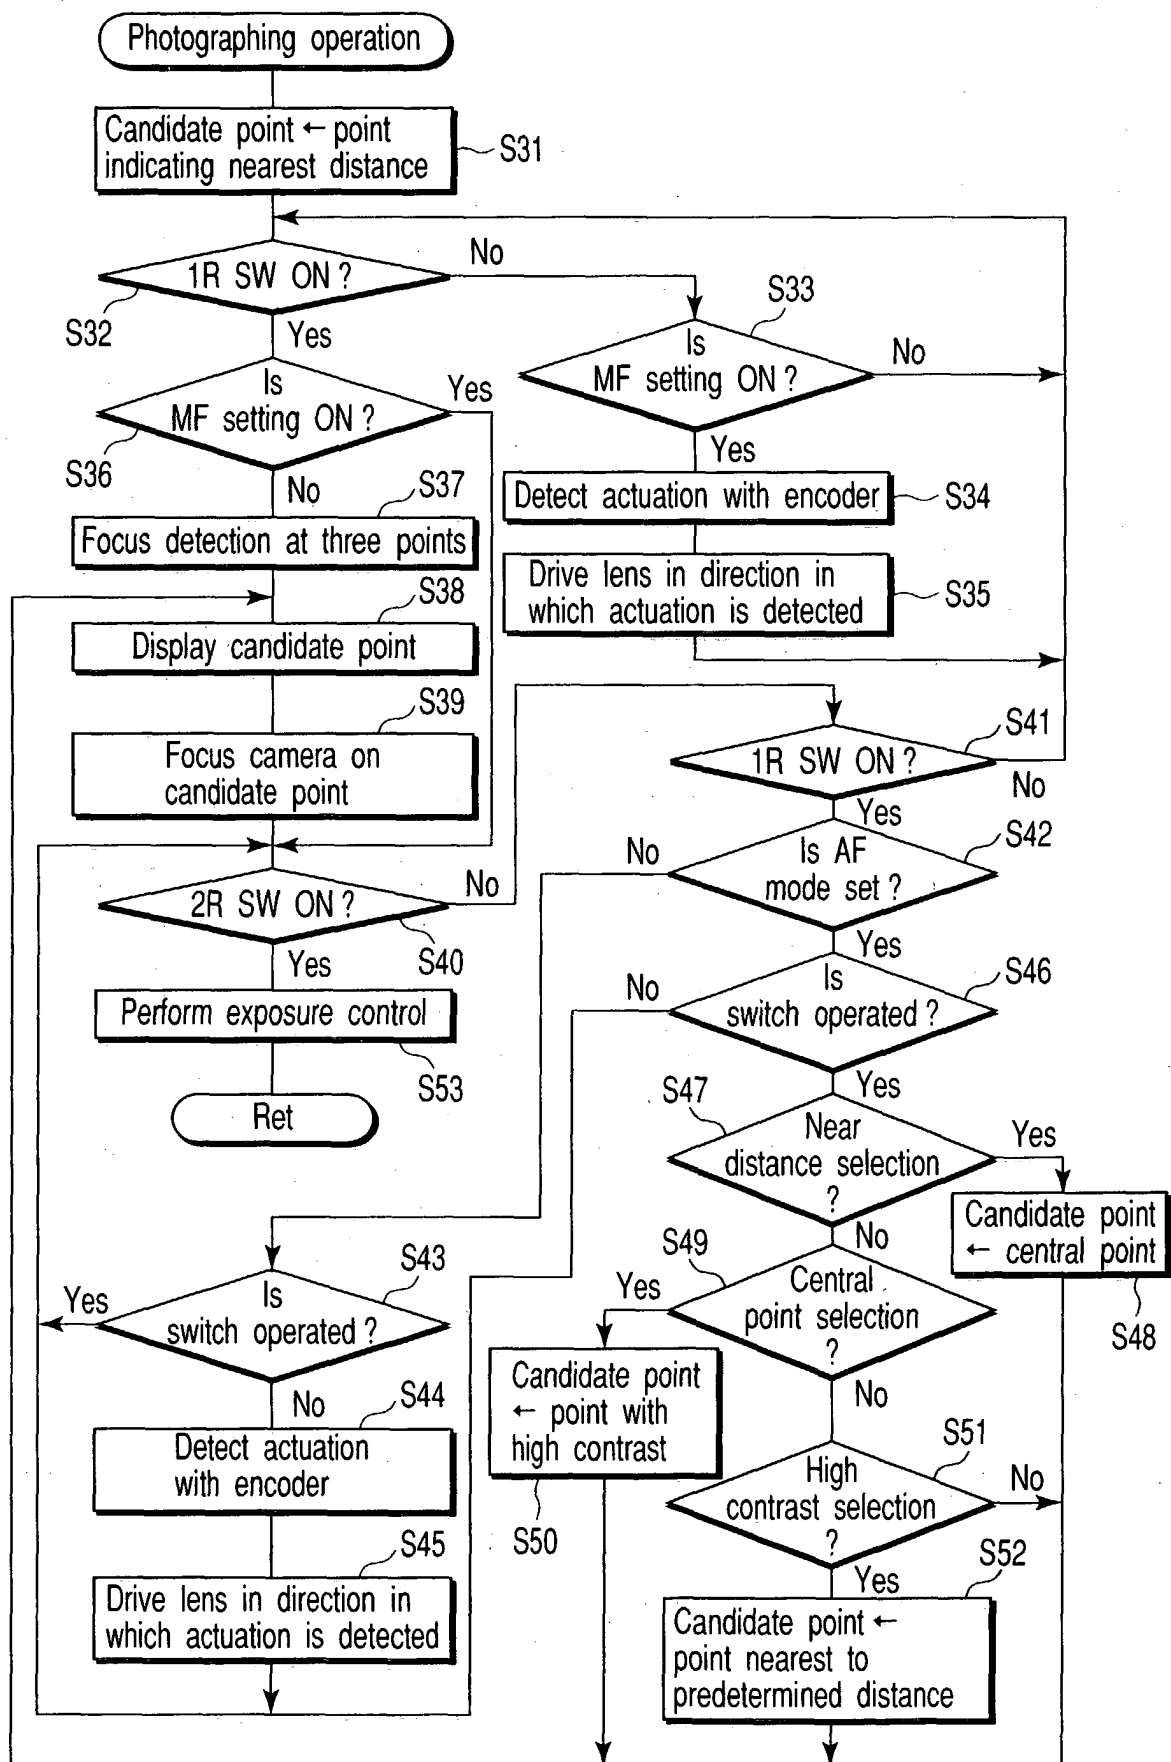 Photographing operation
Candidate point ← point
indicating nearest distance
S31
1R SW ON ?
No
S32
Yes
S33
Is
MF setting ON ?
No
Yes
Is
MF setting ON ?
Yes
S36
No
S37
Focus detection at three points
Detect actuation with encoder
S34
Drive lens in direction in
which actuation is detected
S35
S38
Display candidate point
S39
Focus camera on
candidate point
S41
1R SW ON ?
No
Yes
S42
Is AF
mode set ?
No
Yes
2R SW ON ?
No
S40
Yes
Perform exposure control
S53
Ret
S46
Is
switch operated ?
No
Yes
S47
Near
distance selection
?
Yes
No
Candidate point
← central point
S48
S49
Central
point selection
?
Yes
No
Candidate point
← point with
high contrast
S50
S43
Is
switch operated ?
Yes
No
S44
Detect actuation
with encoder
S45
Drive lens in direction in
which actuation is detected
S51
High
contrast selection
?
No
Yes
S52
Candidate point ←
point nearest to
predetermined distance